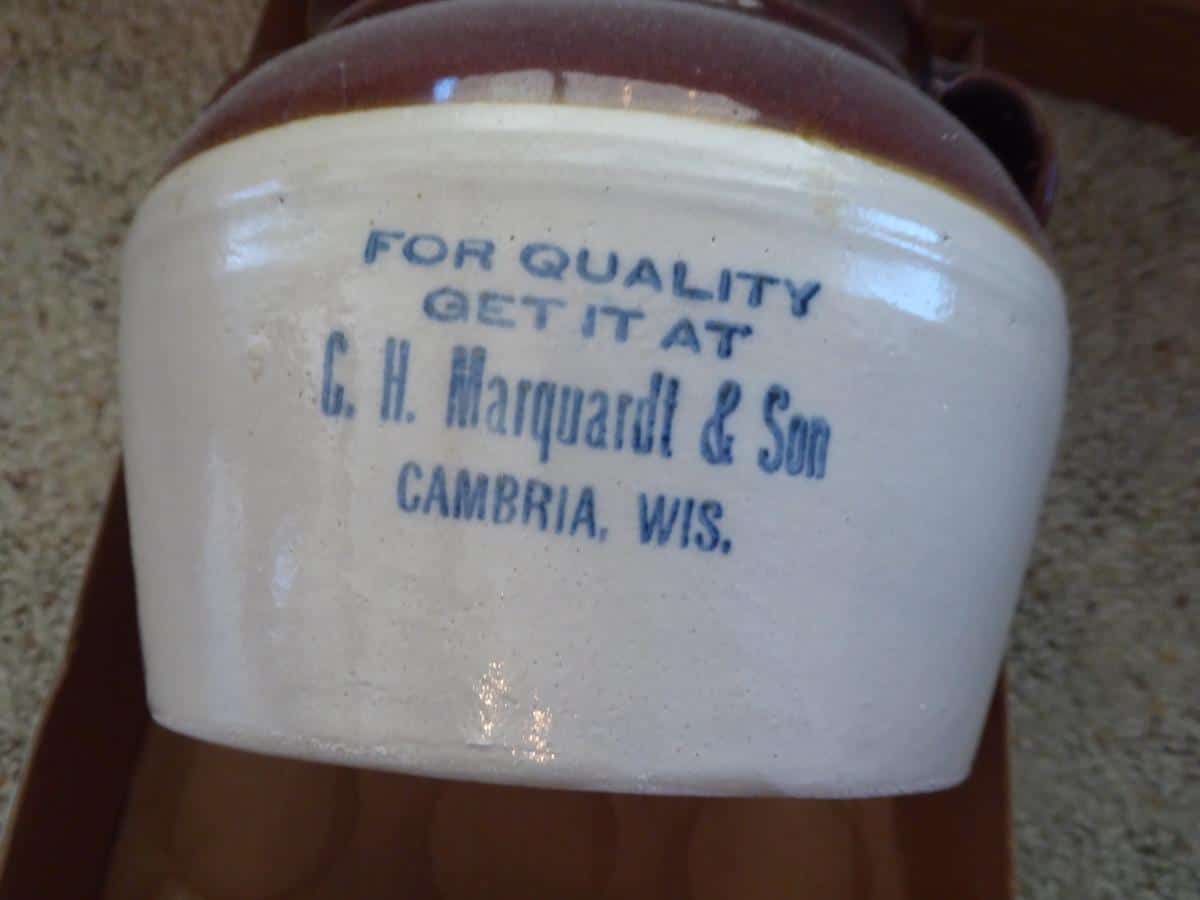 FOR QUALITY
GET IT AT
C. H. Marquardt & Son
CAMBRIA, WIS.